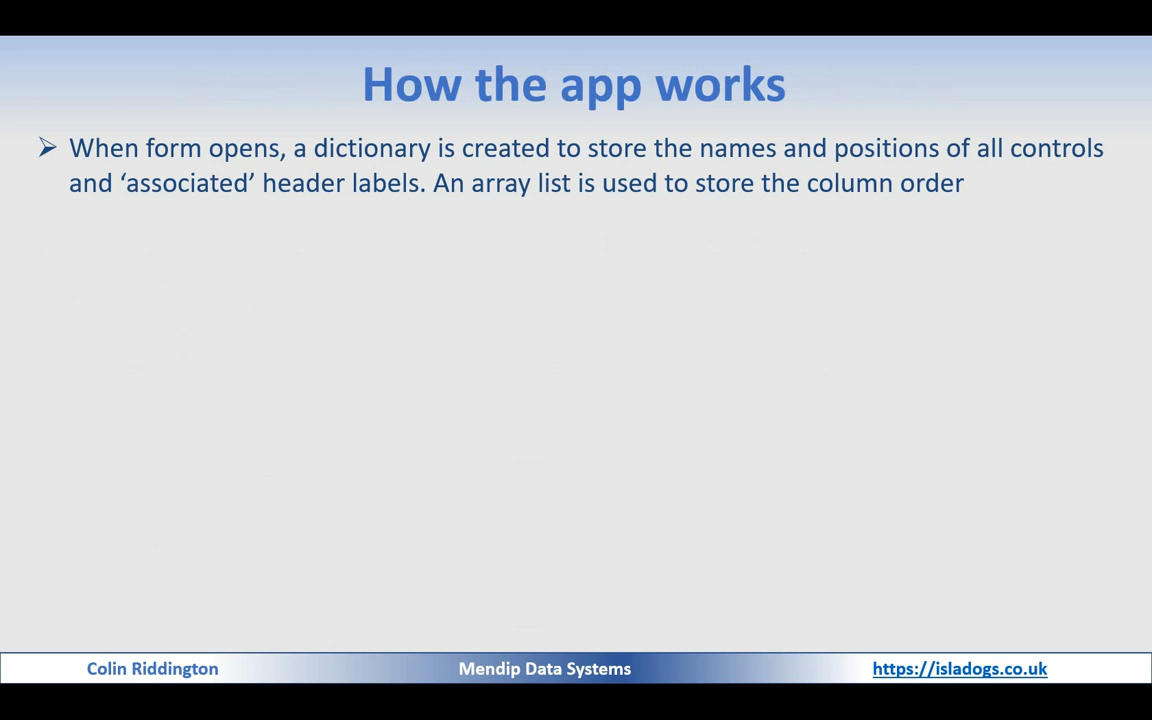 How the app works
➢ When form opens, a dictionary is created to store the names and positions of all controls
and ‘associated’ header labels. An array list is used to store the column order
Colin Riddington
Mendip Data Systems
https://isladogs.co.uk